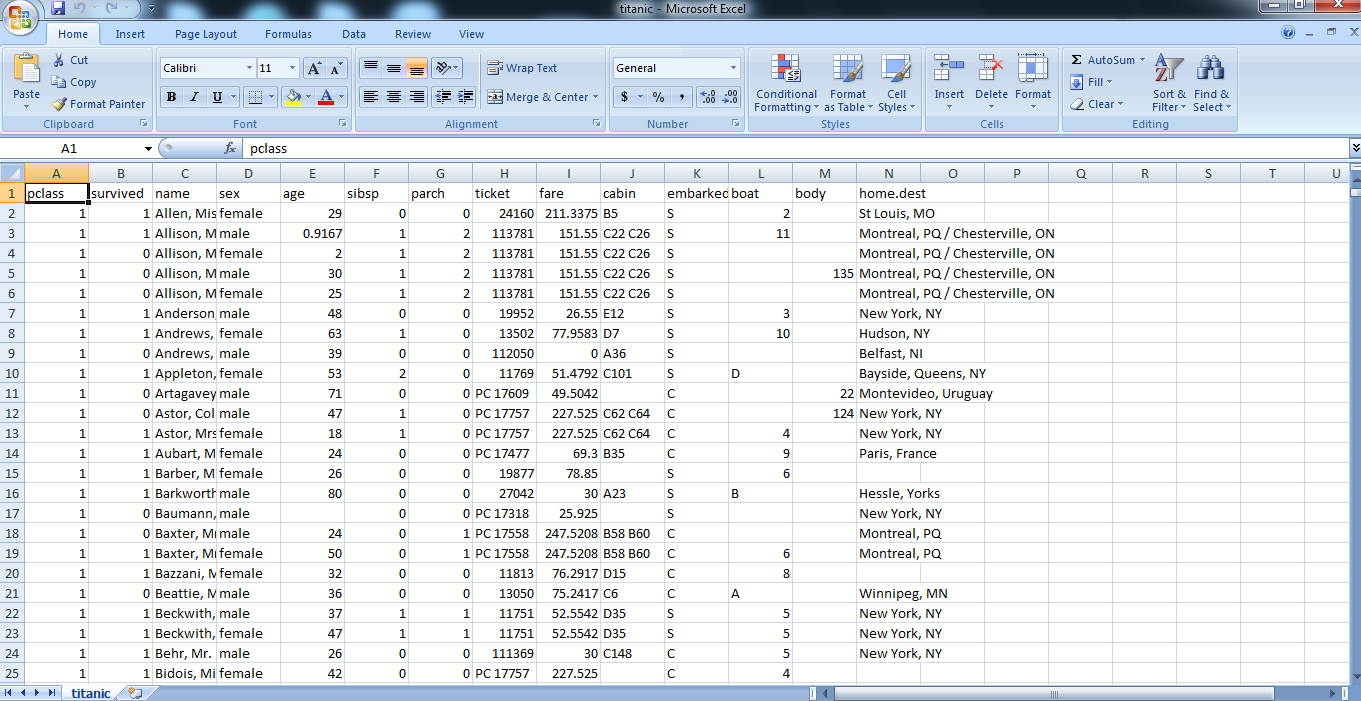 titanic - Microsoft Excel
Home Insert Page Layout Formulas Data Review View
Cut
Copy
Format Painter
Paste
Clipboard
Calibri 11 A A
B I U A
Font
Wrap Text
Merge & Center
Alignment
General
$ % , .00 .0
Number
Conditional Formatting
Format as Table
Cell Styles
Styles
Insert Delete Format
Cells
Σ AutoSum
Fill
Clear
Sort & Filter
Find & Select
Editing
A1 fx pclass
A B C D E F G H I J K L M N O P Q R S T U
1 pclass survived name sex age sibsp parch ticket fare cabin embarked boat body home.dest
2 1 1 Allen, Mis female 29 0 0 24160 211.3375 B5 S 2 St Louis, MO
3 1 1 Allison, M male 0.9167 1 2 113781 151.55 C22 C26 S 11 Montreal, PQ / Chesterville, ON
4 1 0 Allison, M female 2 1 2 113781 151.55 C22 C26 S Montreal, PQ / Chesterville, ON
5 1 0 Allison, M male 30 1 2 113781 151.55 C22 C26 S 135 Montreal, PQ / Chesterville, ON
6 1 0 Allison, M female 25 1 2 113781 151.55 C22 C26 S Montreal, PQ / Chesterville, ON
7 1 1 Anderson male 48 0 0 19952 26.55 E12 S 3 New York, NY
8 1 1 Andrews, female 63 1 0 13502 77.9583 D7 S 10 Hudson, NY
9 1 0 Andrews, male 39 0 0 112050 0 A36 S Belfast, NI
10 1 1 Appleton, female 53 2 0 11769 51.4792 C101 S D Bayside, Queens, NY
11 1 0 Artagavey male 71 0 0 PC 17609 49.5042 C 22 Montevideo, Uruguay
12 1 0 Astor, Col male 47 1 0 PC 17757 227.525 C62 C64 C 124 New York, NY
13 1 1 Astor, Mrs female 18 1 0 PC 17757 227.525 C62 C64 C 4 New York, NY
14 1 1 Aubart, M female 24 0 0 PC 17477 69.3 B35 C 9 Paris, France
15 1 1 Barber, M female 26 0 0 19877 78.85 S 6
16 1 1 Barkworth male 80 0 0 27042 30 A23 S B Hessle, Yorks
17 1 0 Baumann, male 0 0 PC 17318 25.925 S New York, NY
18 1 0 Baxter, Mr male 24 0 1 PC 17558 247.5208 B58 B60 C Montreal, PQ
19 1 1 Baxter, Mr female 50 0 1 PC 17558 247.5208 B58 B60 C 6 Montreal, PQ
20 1 1 Bazzani, M female 32 0 0 11813 76.2917 D15 C 8
21 1 0 Beattie, M male 36 0 0 13050 75.2417 C6 C A Winnipeg, MN
22 1 1 Beckwith, male 37 1 1 11751 52.5542 D35 S 5 New York, NY
23 1 1 Beckwith, female 47 1 1 11751 52.5542 D35 S 5 New York, NY
24 1 1 Behr, Mr. male 26 0 0 111369 30 C148 C 5 New York, NY
25 1 1 Bidois, Mi female 42 0 0 PC 17757 227.525 C 4
titanic